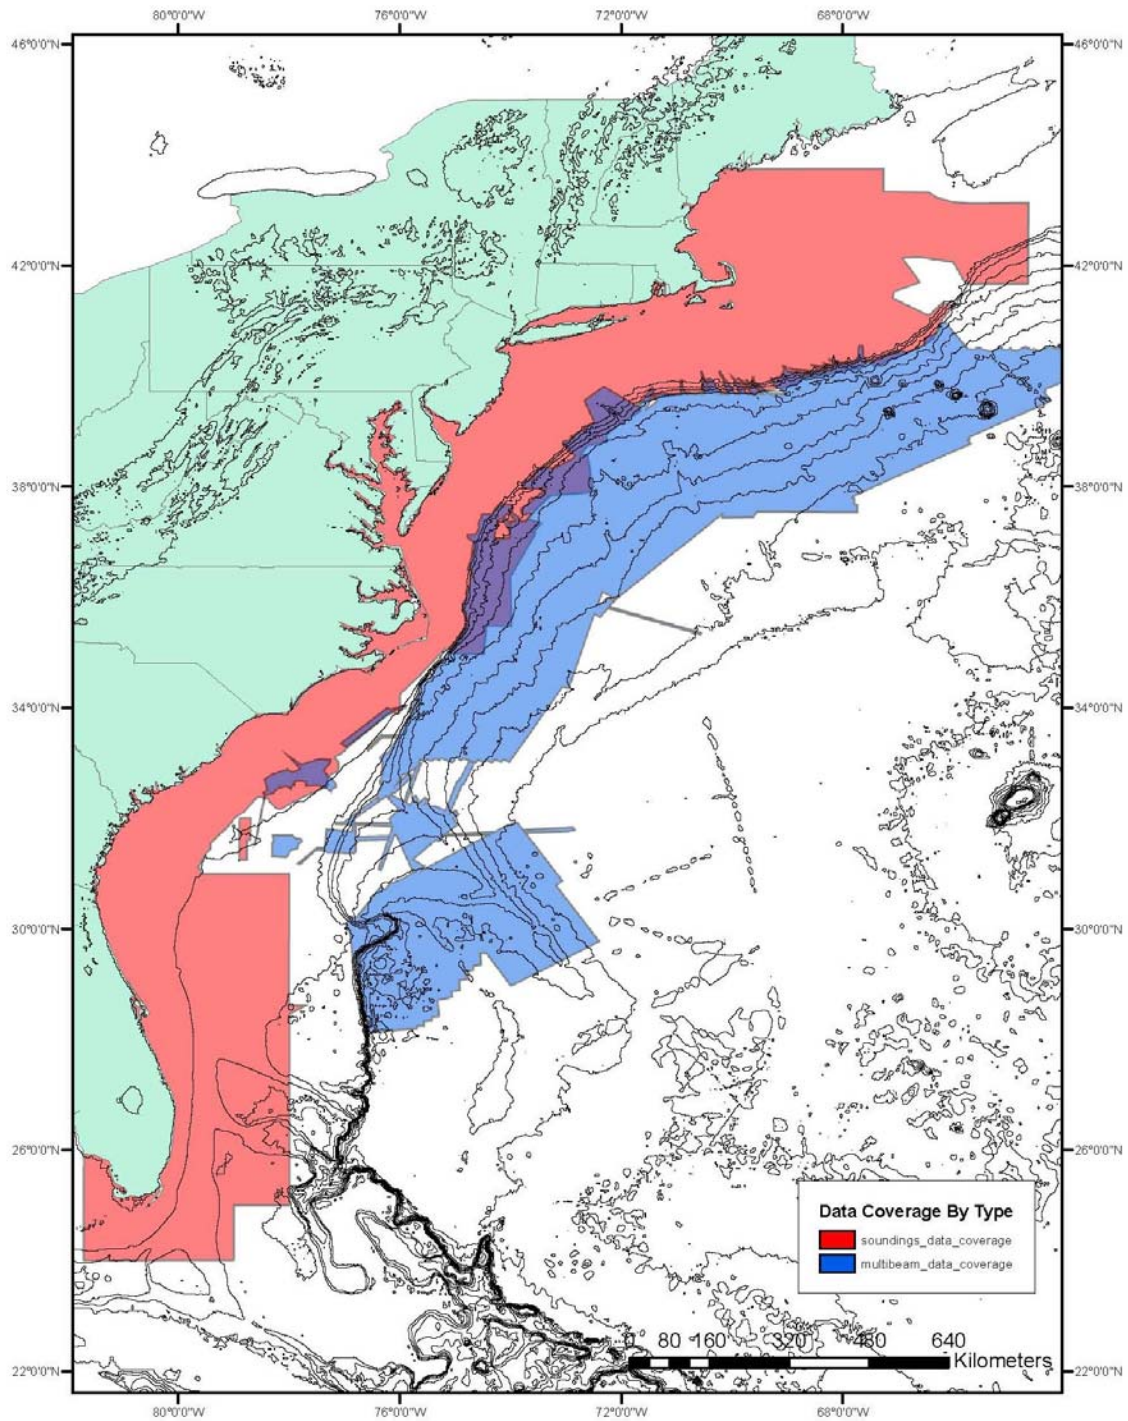 80°0'0"W 76°0'0"W 72°0'0"W 68°0'0"W
46°0'0"N 46°0'0"N
42°0'0"N 42°0'0"N
38°0'0"N 38°0'0"N
34°0'0"N 34°0'0"N
30°0'0"N 30°0'0"N
26°0'0"N 26°0'0"N
Data Coverage By Type
soundings_data_coverage
multibeam_data_coverage
0 80 160 320 480 640
Kilometers
22°0'0"N 22°0'0"N
80°0'0"W 76°0'0"W 72°0'0"W 68°0'0"W